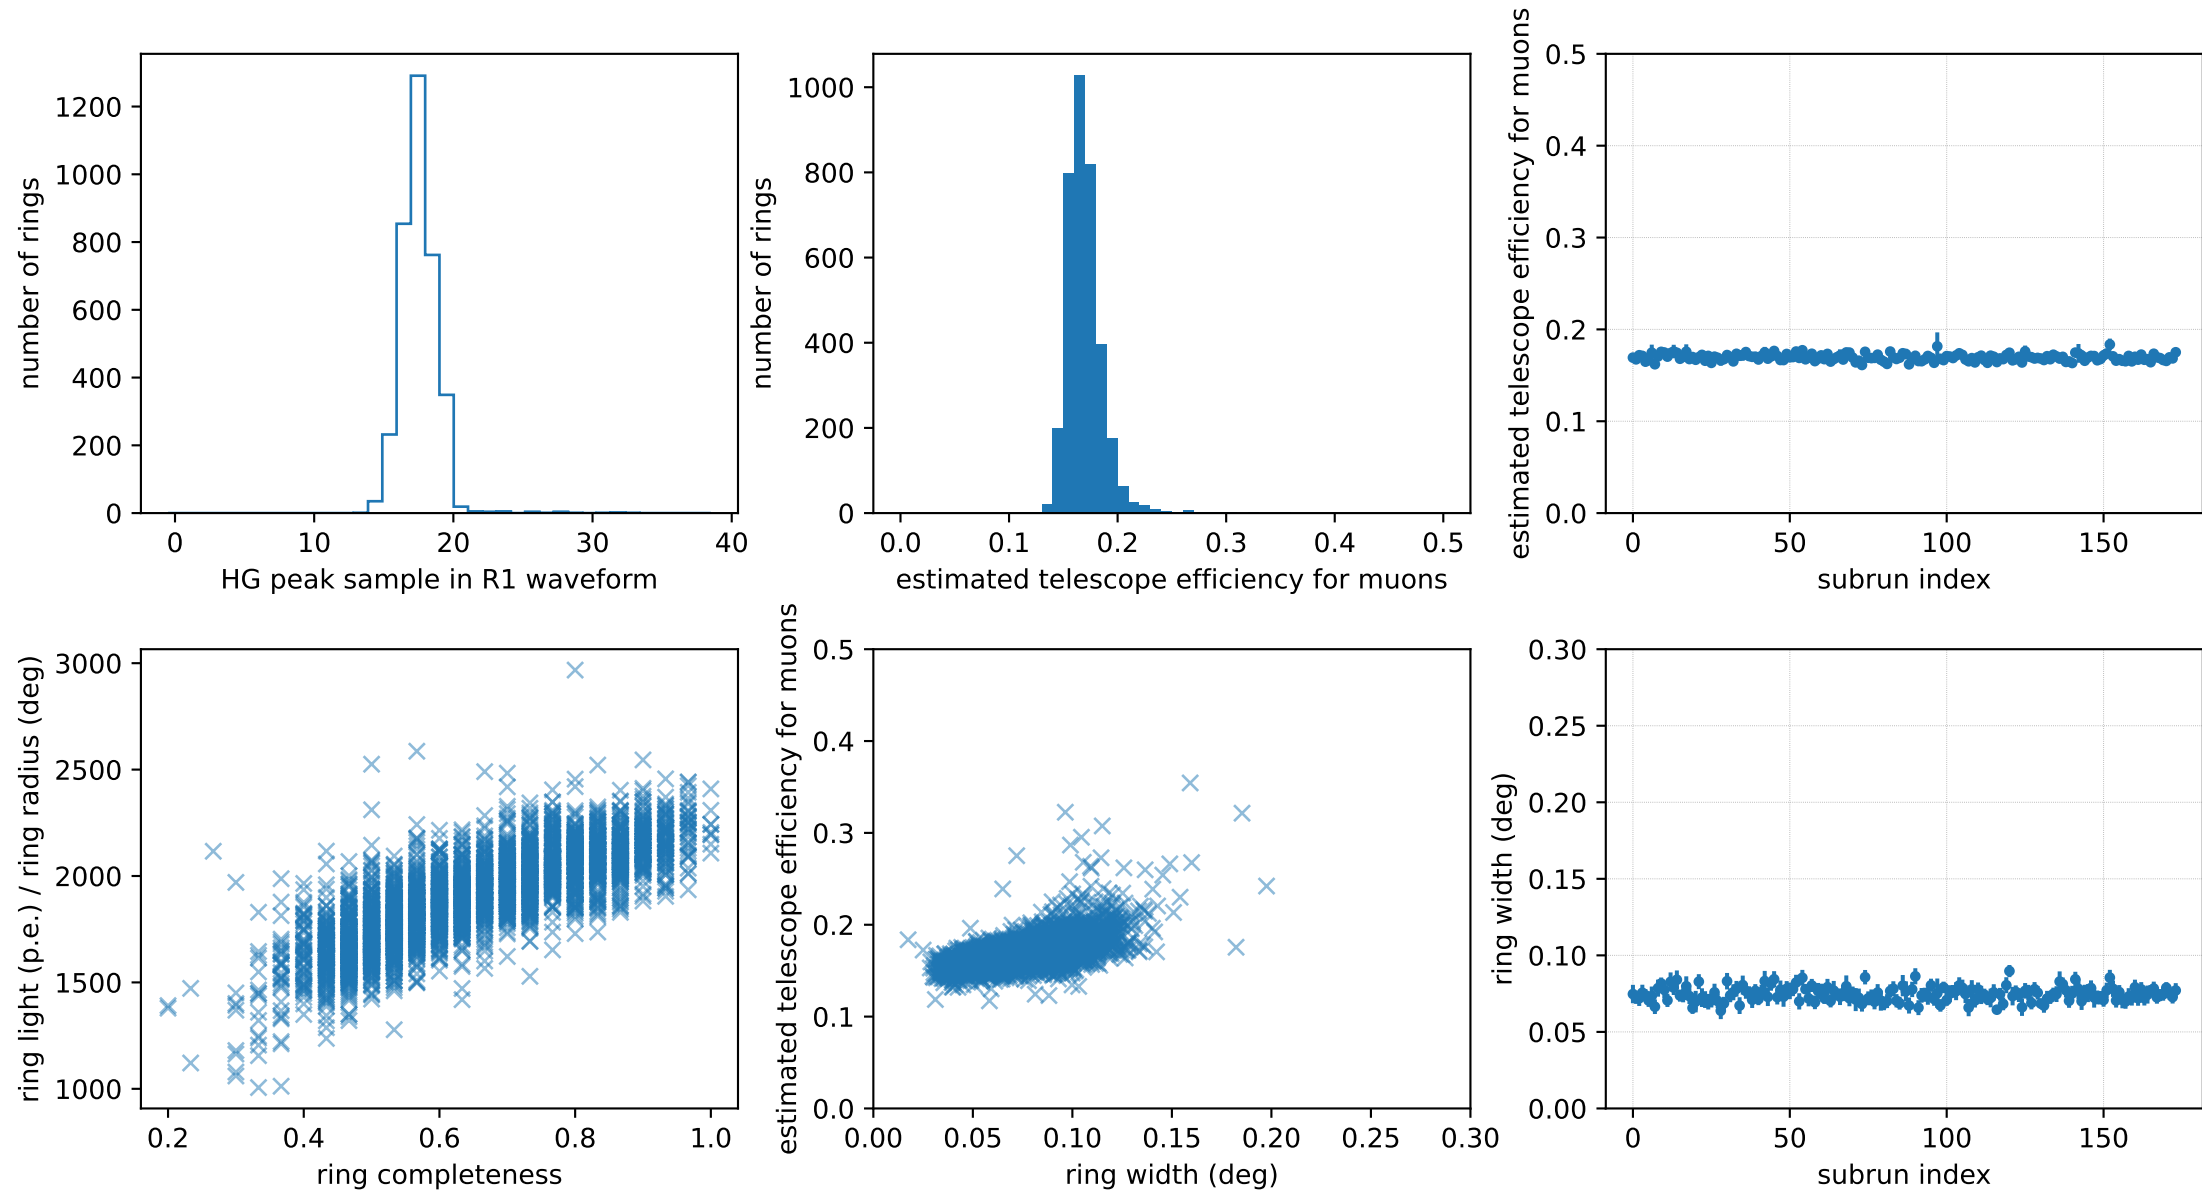 number of rings
1200
1000
800
600
400
200
0
0 10 20 30 40
HG peak sample in R1 waveform
number of rings
1000
800
600
400
200
0
0.0 0.1 0.2 0.3 0.4 0.5
estimated telescope efficiency for muons
estimated telescope efficiency for muons
0.5
0.4
0.3
0.2
0.1
0.0
0 50 100 150
subrun index
ring light (p.e.) / ring radius (deg)
3000
2500
2000
1500
1000
0.2 0.4 0.6 0.8 1.0
ring completeness
estimated telescope efficiency for muons
0.5
0.4
0.3
0.2
0.1
0.0
0.00 0.05 0.10 0.15 0.20 0.25 0.30
ring width (deg)
ring width (deg)
0.30
0.25
0.20
0.15
0.10
0.05
0.00
0 50 100 150
subrun index